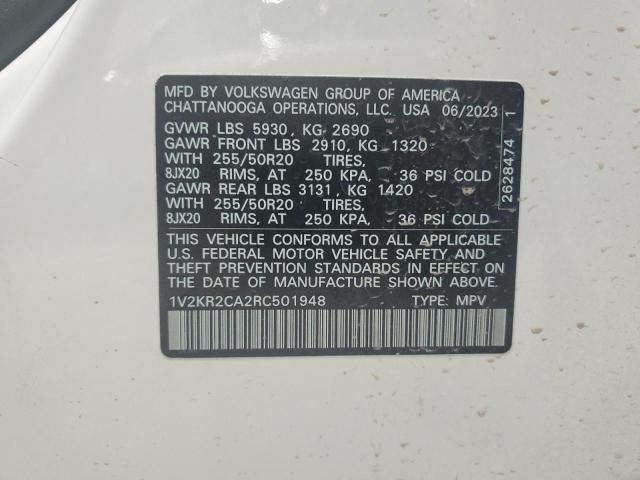 MFD BY VOLKSWAGEN GROUP OF AMERICA
CHATTANOOGA OPERATIONS, LLC. USA 06/2023
GVWR LBS 5930, KG 2690
GAWR FRONT LBS 2910, KG 1320
WITH 255/50R20 TIRES,
8JX20 RIMS, AT 250 KPA, 36 PSI COLD
GAWR REAR LBS 3131, KG 1420
WITH 255/50R20 TIRES,
8JX20 RIMS, AT 250 KPA, 36 PSI COLD
THIS VEHICLE CONFORMS TO ALL APPLICABLE
U.S. FEDERAL MOTOR VEHICLE SAFETY AND
THEFT PREVENTION STANDARDS IN EFFECT ON
THE DATE OF MANUFACTURE SHOWN ABOVE.
1V2KR2CA2RC501948 TYPE: MPV
2628474 1